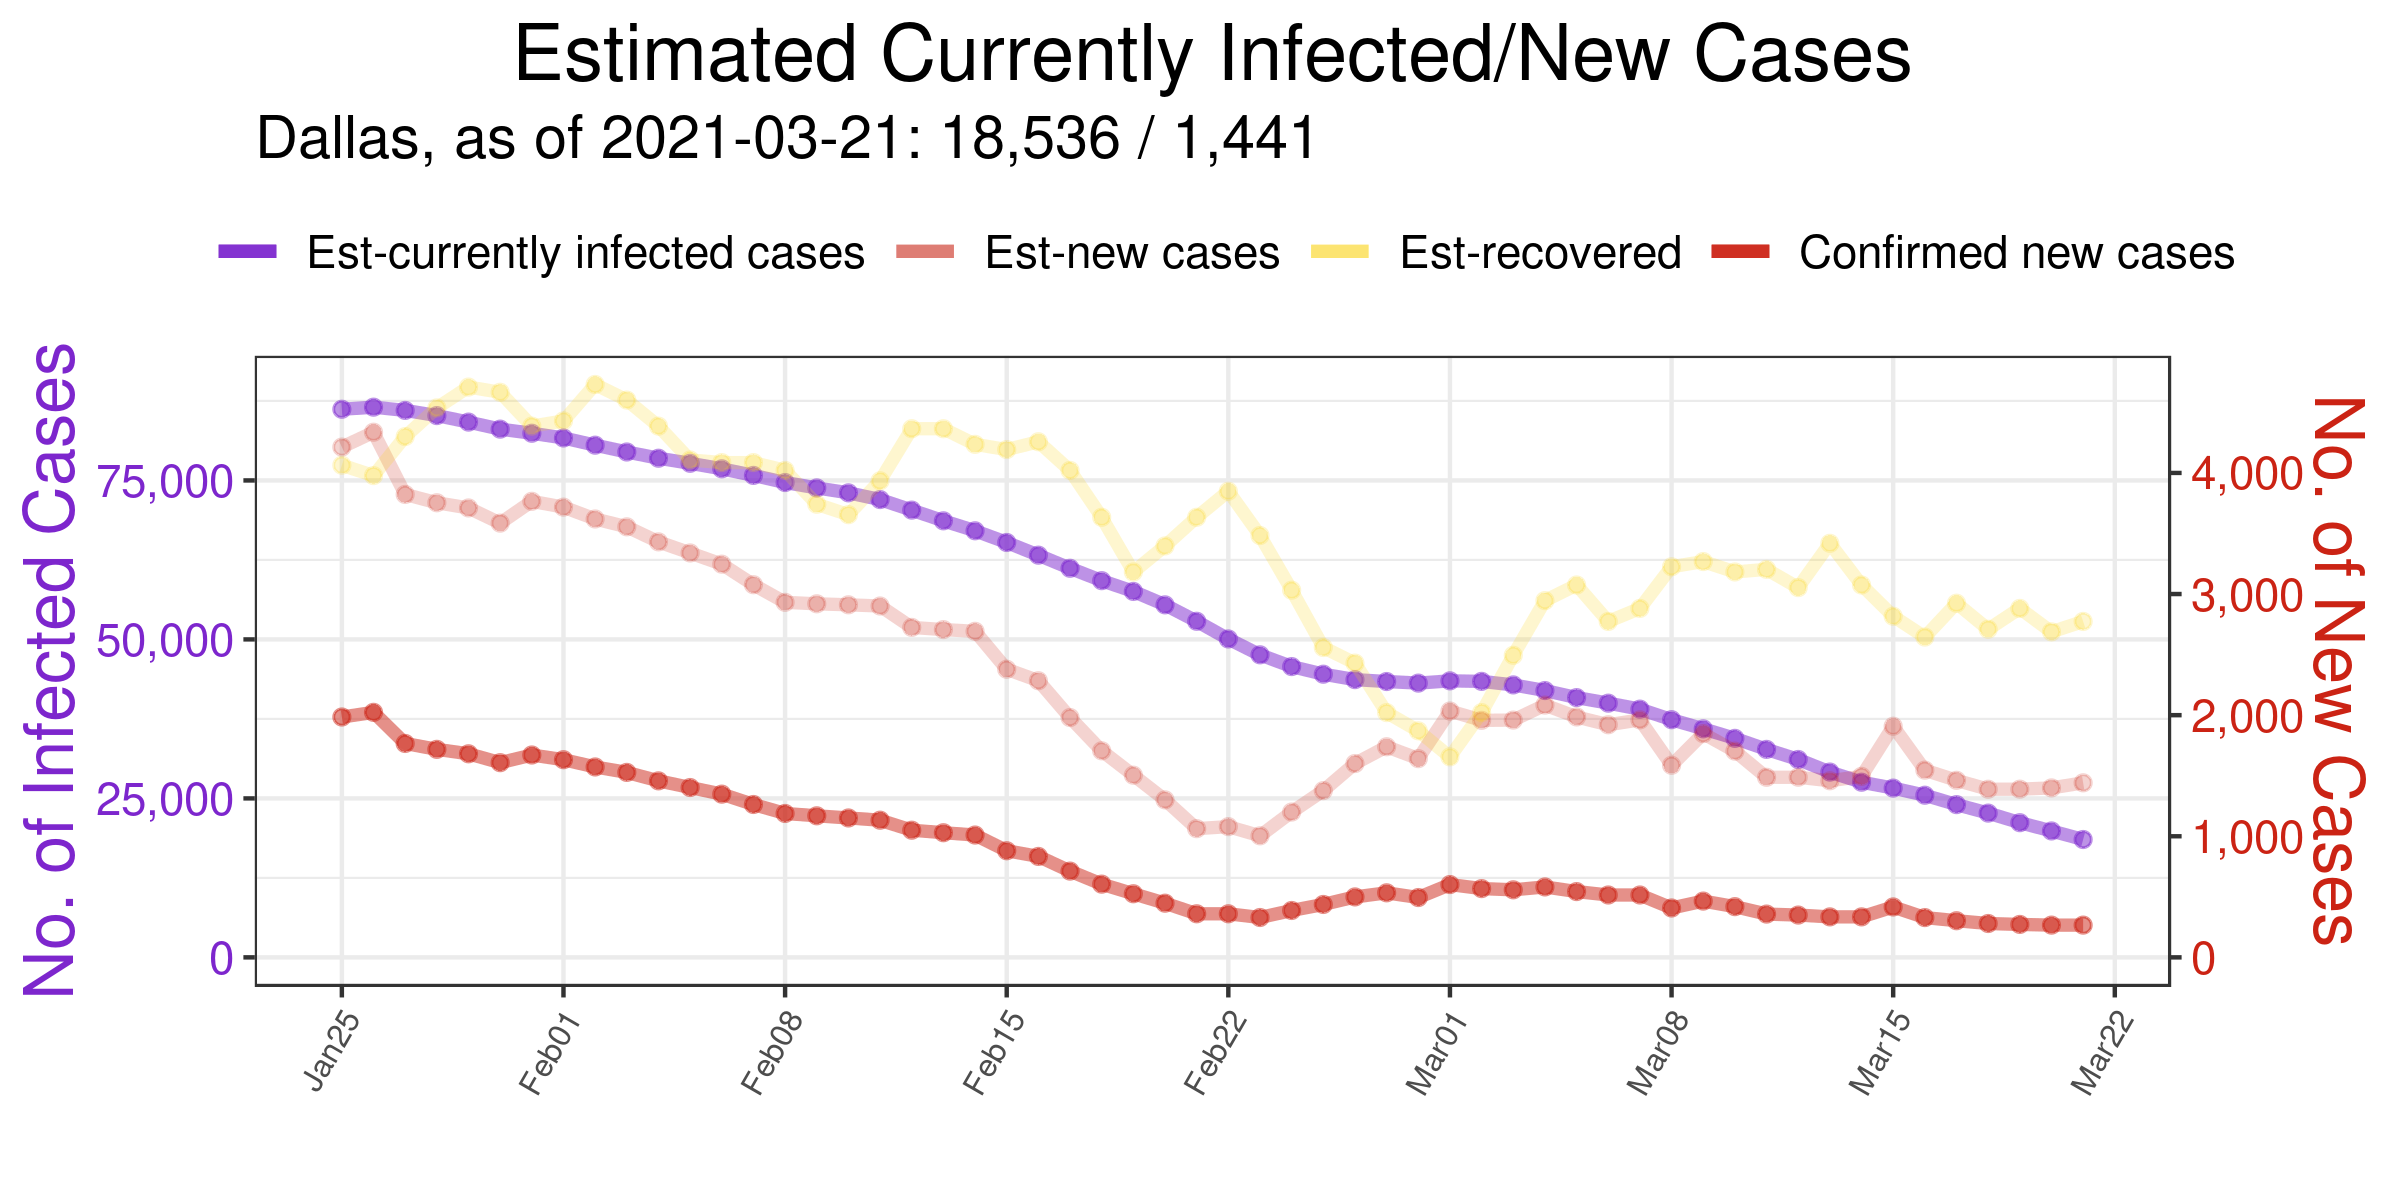 Estimated Currently Infected/New Cases
Dallas, as of 2021-03-21: 18,536 / 1,441
Est-currently infected cases Est-new cases Est-recovered Confirmed new cases
No. of Infected Cases
75,000
50,000
25,000
0
4,000
3,000
2,000
1,000
0
No. of New Cases
Jan25 Feb01 Feb08 Feb15 Feb22 Mar01 Mar08 Mar15 Mar22